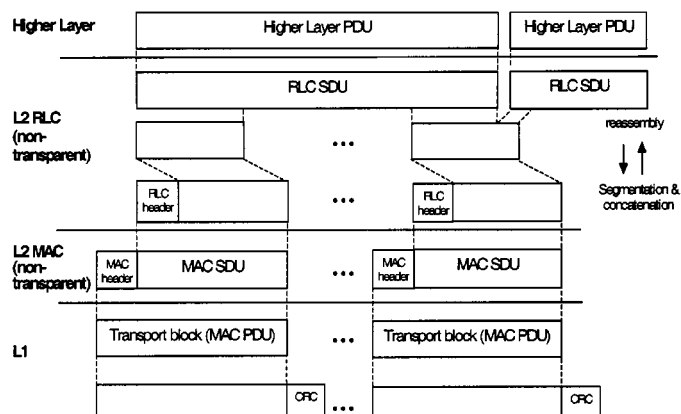 Higher Layer
Higher Layer PDU
Higher Layer PDU
RLC SDU
RLC SDU
L2 RLC
(non-
transparent)
...
reassembly
Segmentation &
concatenation
RLC
header
...
RLC
header
L2 MAC
(non-
transparent)
MAC
header
MAC SDU
...
MAC
header
MAC SDU
L1
Transport block (MAC PDU)
...
Transport block (MAC PDU)
CRC
...
CRC